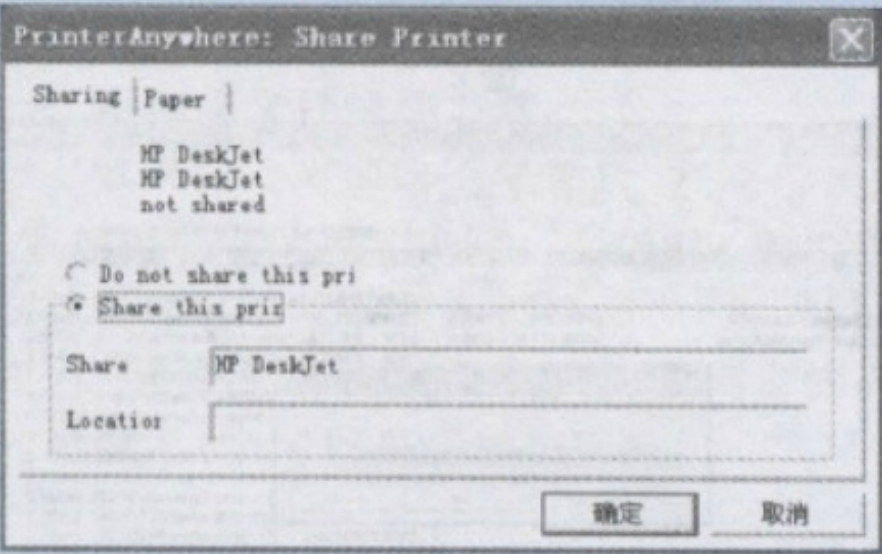 PrinterAnywhere: Share Printer
Sharing Paper
HP DeskJet
HP DeskJet
not shared
Do not share this pri
Share this prir
Share HP DeskJet
Locatior
确定 取消